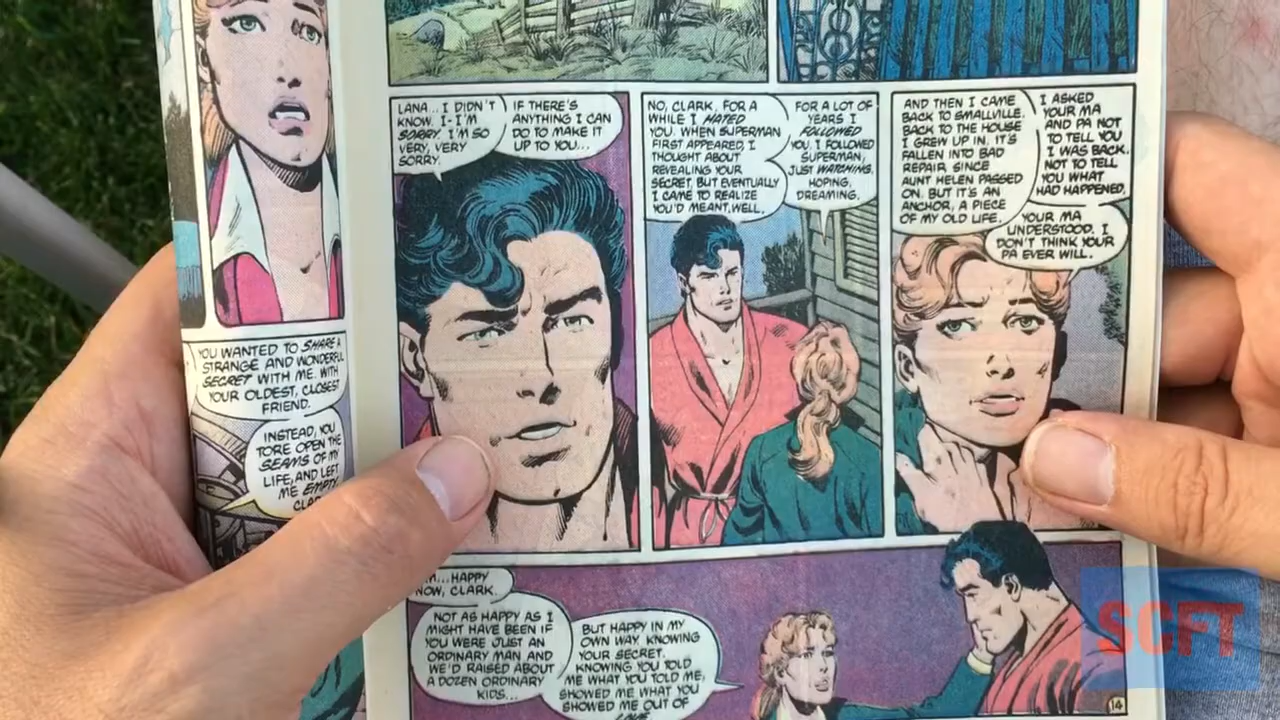 YOU WANTED TO SHARE A
STRANGE AND WONDERFUL
SECRET WITH ME. WITH
YOUR OLDEST, CLOSEST
FRIEND.
INSTEAD, YOU
TORE OPEN THE
SEAMS OF MY
LIFE, AND LEFT
ME EMPTY,
LANA... I DIDN'T
KNOW. I-I'M
SORRY. I'M SO
VERY, VERY
SORRY.
IF THERE'S
ANYTHING I CAN
DO TO MAKE IT
UP TO YOU...
NO, CLARK. FOR A
WHILE I HATED
YOU. WHEN SUPERMAN
FIRST APPEARED, I
THOUGHT ABOUT
REVEALING YOUR
SECRET. BUT EVENTUALLY
I CAME TO REALIZE
YOU'D MEANT WELL.
FOR A LOT OF
YEARS I
FOLLOWED
YOU. I FOLLOWED
SUPERMAN,
JUST WATCHING,
HOPING,
DREAMING.
AND THEN I CAME
BACK TO SMALLVILLE.
BACK TO THE HOUSE
I GREW UP IN. IT'S
FALLEN INTO BAD
REPAIR, SINCE
AUNT HELEN PASSED
ON. BUT IT'S AN
ANCHOR, A PIECE
OF MY OLD LIFE.
I ASKED
YOUR MA
AND PA NOT
TO TELL YOU
I WAS BACK.
NOT TO TELL
YOU WHAT
HAD HAPPENED.
YOUR MA
UNDERSTOOD. I
DON'T THINK YOUR
PA EVER WILL.
...HAPPY
NOW, CLARK.
NOT AS HAPPY AS I
MIGHT HAVE BEEN IF
YOU WERE JUST AN
ORDINARY MAN AND
WE'D RAISED ABOUT
A DOZEN ORDINARY
KIDS...
BUT HAPPY IN MY
OWN WAY. KNOWING
YOUR SECRET.
KNOWING YOU TOLD
ME WHAT YOU TOLD ME,
SHOWED ME WHAT YOU
SHOWED ME OUT OF
LOVE.
14
SCFT